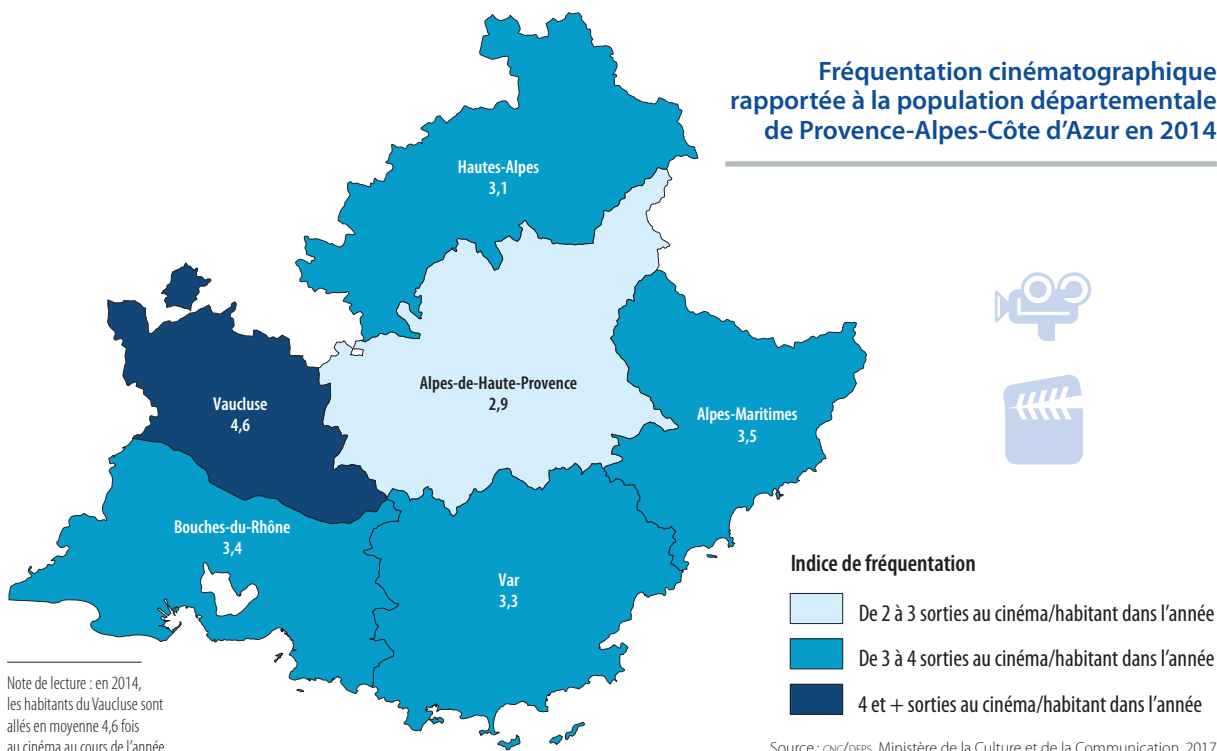 Fréquentation cinématographique
rapportée à la population départementale
de Provence-Alpes-Côte d’Azur en 2014
Hautes-Alpes
3,1
Alpes-de-Haute-Provence
2,9
Vaucluse
4,6
Alpes-Maritimes
3,5
Bouches-du-Rhône
3,4
Var
3,3
Indice de fréquentation
De 2 à 3 sorties au cinéma/habitant dans l’année
De 3 à 4 sorties au cinéma/habitant dans l’année
4 et + sorties au cinéma/habitant dans l’année
Note de lecture : en 2014,
les habitants du Vaucluse sont
allés en moyenne 4,6 fois
au cinéma au cours de l’année
Source : CNC/DEPS, Ministère de la Culture et de la Communication, 2017